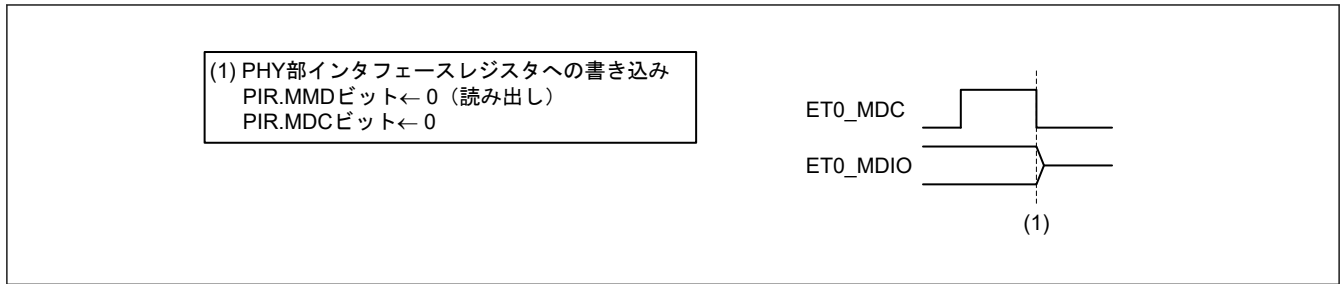 (1) PHY部インタフェースレジスタへの書き込み
PIR.MMDビット← 0（読み出し）
PIR.MDCビット← 0
ET0_MDC
ET0_MDIO
(1)